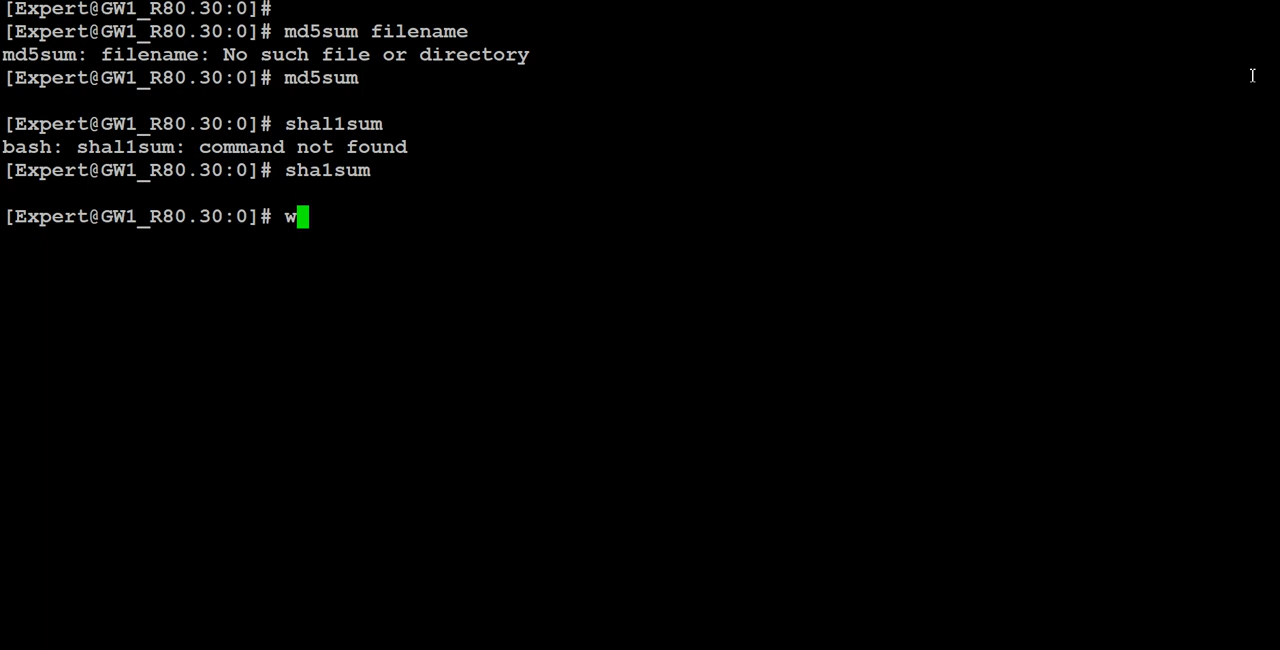 [Expert@GW1_R80.30:0]#
[Expert@GW1_R80.30:0]# md5sum filename
md5sum: filename: No such file or directory
[Expert@GW1_R80.30:0]# md5sum
[Expert@GW1_R80.30:0]# shal1sum
bash: shal1sum: command not found
[Expert@GW1_R80.30:0]# sha1sum
[Expert@GW1_R80.30:0]# w